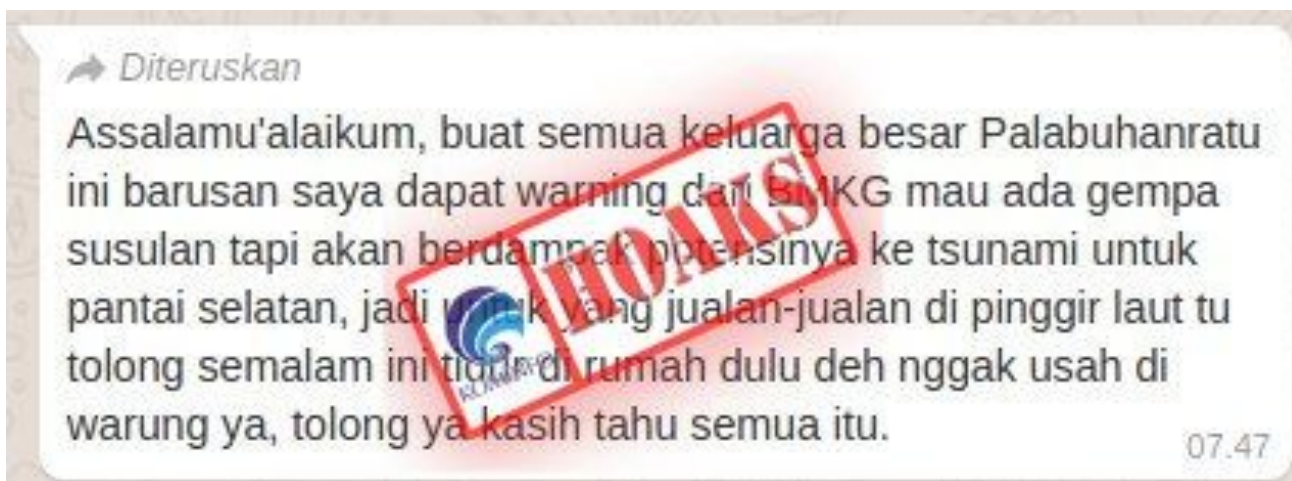 Diteruskan
Assalamu'alaikum, buat semua keluarga besar Palabuhanratu
ini barusan saya dapat warning dari BMKG mau ada gempa
susulan tapi akan berdampak potensinya ke tsunami untuk
pantai selatan, jadi untuk yang jualan-jualan di pinggir laut tu
tolong semalam ini tidur di rumah dulu deh nggak usah di
warung ya, tolong ya kasih tahu semua itu.
07.47
HOAKS
KOMINFO